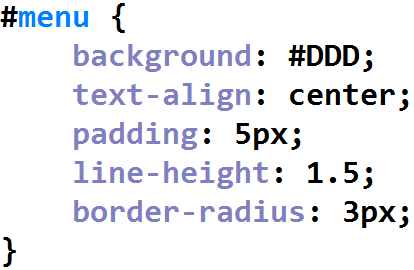 #menu {
    background: #DDD;
    text-align: center;
    padding: 5px;
    line-height: 1.5;
    border-radius: 3px;
}